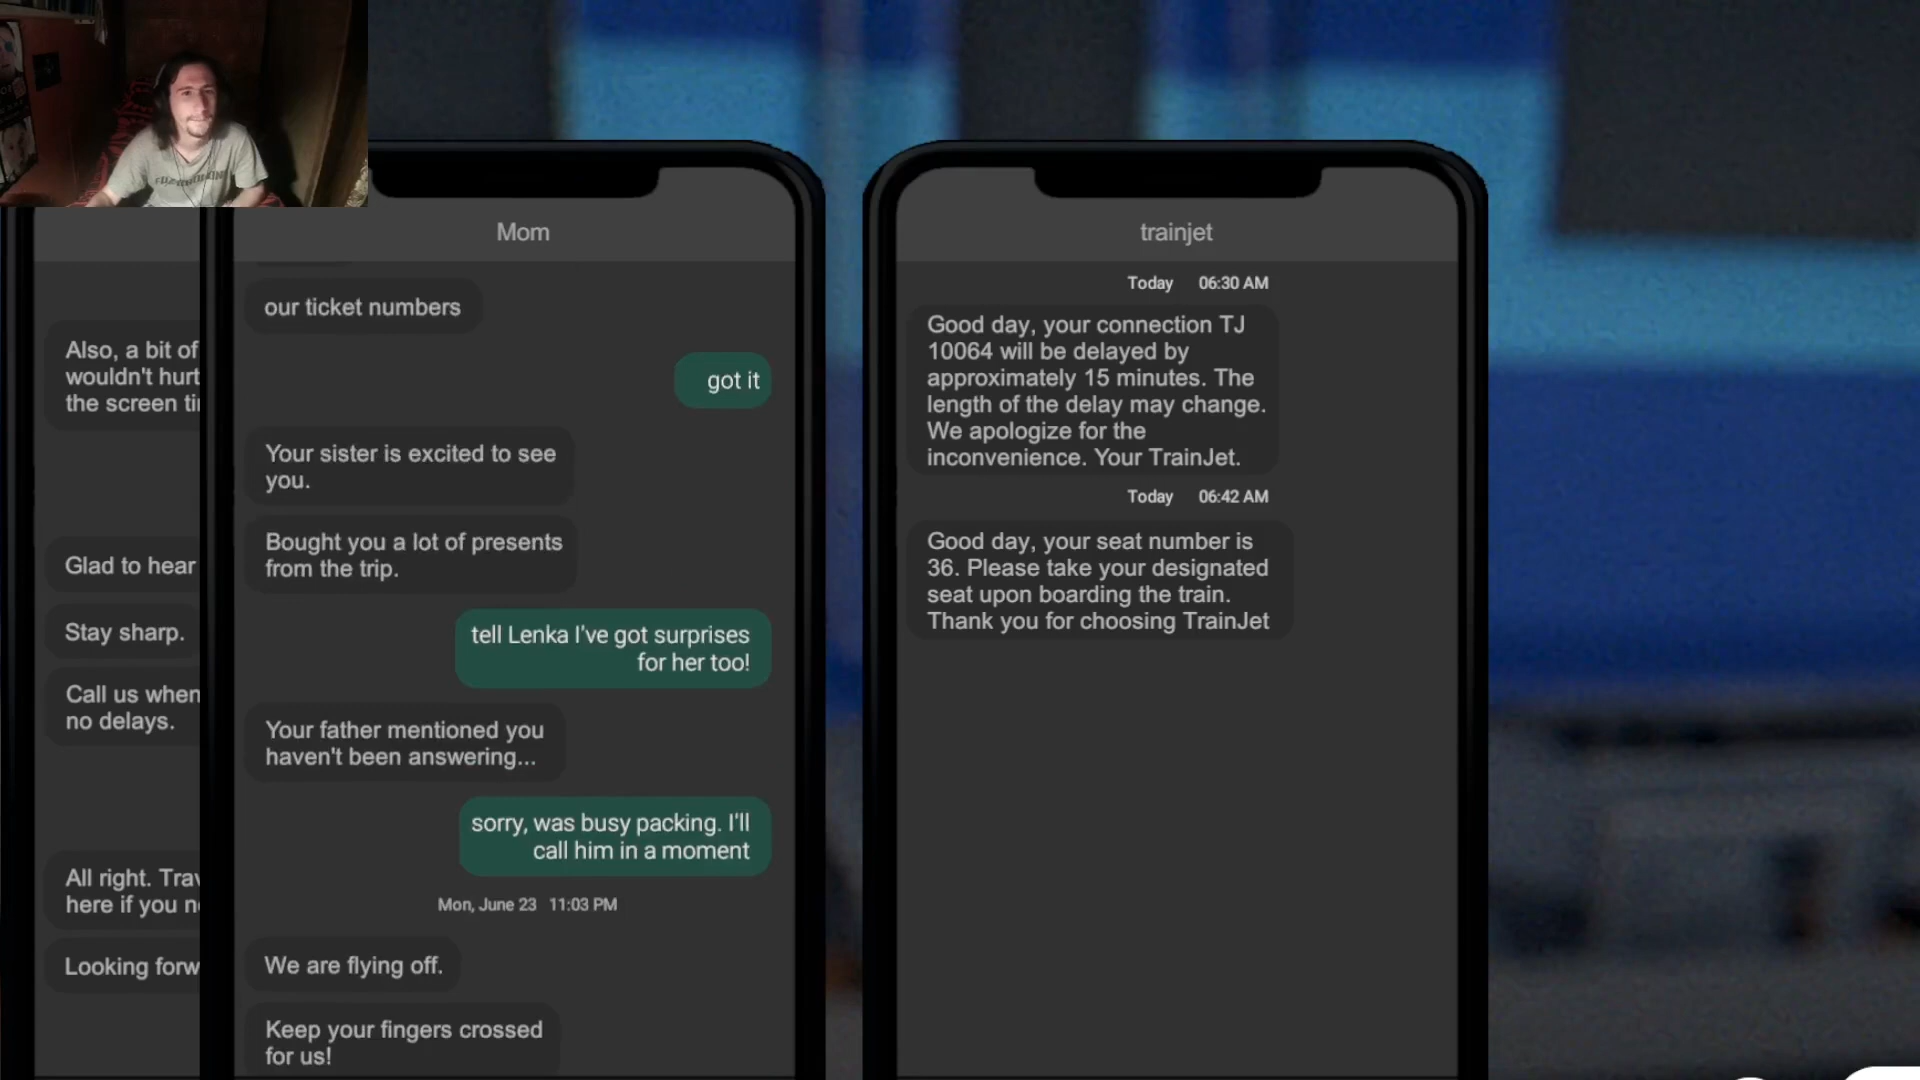 Also, a bit of
wouldn't hurt
the screen
Glad to hear
Stay sharp.
Call us when
no delays.
All right.
here if you
Looking
Mom
our ticket numbers
got it
Your sister is excited to see
you.
Bought you a lot of presents
from the trip.
tell Lenka I've got surprises
for her too!
Your father mentioned you
haven't been answering...
sorry, was busy packing. I'll
call him in a moment
Mon, June 23 11:03 PM
We are flying off.
Keep your fingers crossed
for us!
trainjet
Today 06:30 AM
Good day, your connection TJ
10064 will be delayed by
approximately 15 minutes. The
length of the delay may change.
We apologize for the
inconvenience. Your TrainJet.
Today 06:42 AM
Good day, your seat number is
36. Please take your designated
seat upon boarding the train.
Thank you for choosing TrainJet